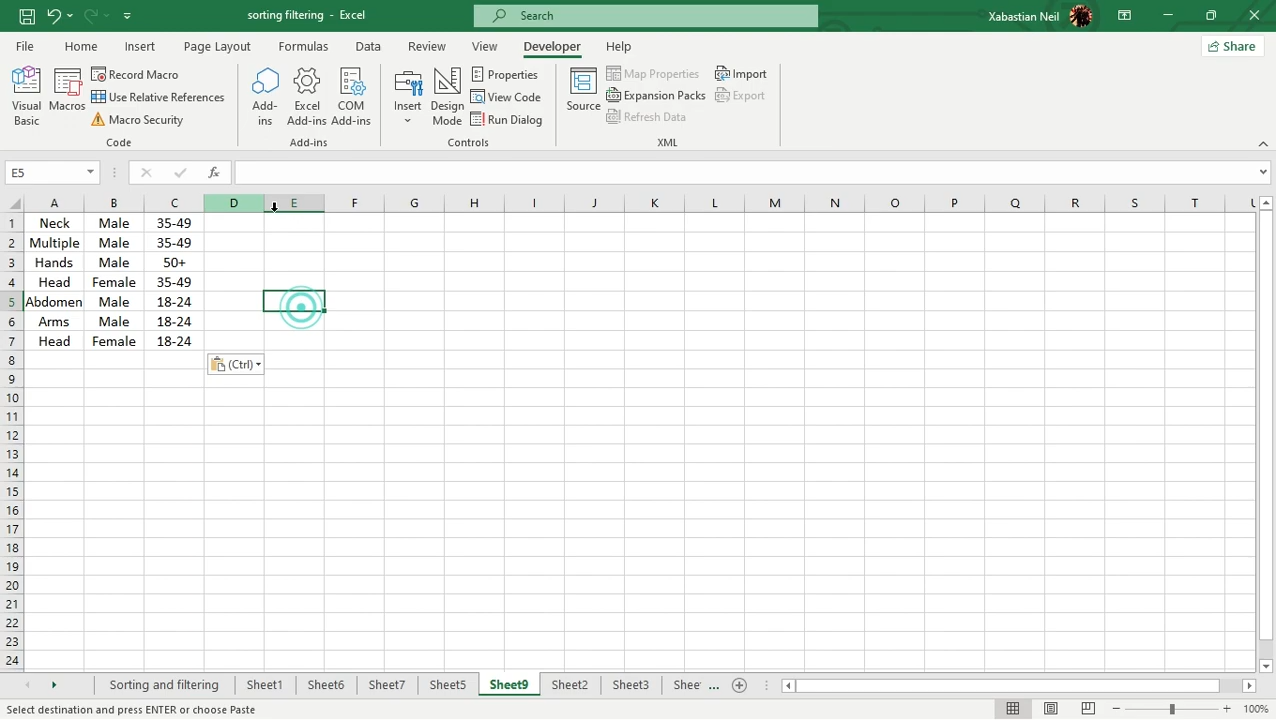 sorting filtering - Excel
Search
Xabastian Neil
File Home Insert Page Layout Formulas Data Review View Developer Help Share
Visual Basic
Macros
Record Macro
Use Relative References
Macro Security
Code
Add-ins
Excel Add-ins
COM Add-ins
Add-ins
Insert
Design Mode
Properties
View Code
Run Dialog
Controls
Source
Map Properties
Expansion Packs
Refresh Data
Import
Export
XML
E5 fx
A B C D E F G H I J K L M N O P Q R S T U
1 Neck Male 35-49
2 Multiple Male 35-49
3 Hands Male 50+
4 Head Female 35-49
5 Abdomen Male 18-24
6 Arms Male 18-24
7 Head Female 18-24
8 (Ctrl)
9
10
11
12
13
14
15
16
17
18
19
20
21
22
23
24
Sorting and filtering Sheet1 Sheet6 Sheet7 Sheet5 Sheet9 Sheet2 Sheet3 Shee ...
Select destination and press ENTER or choose Paste 100%